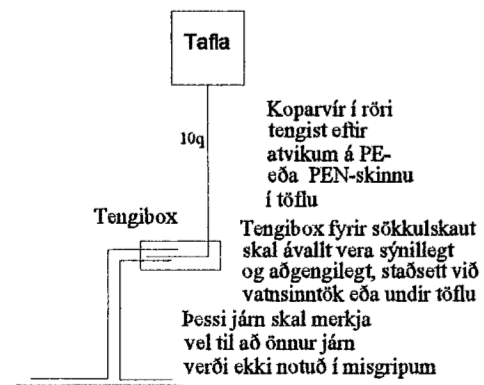 Tafla
Koparvír í röri
tengist eftir
10q
atvikum á PE-
eða PEN-skinnu
í töflu
Tengibox
Tengibox fyrir sökkulskaut
skal ávallt vera sýnillegt
og aðgengilegt, staðsett við
vatnsinntök eða undir töflu
Þessi járn skal merkja
vel til að önnur járn
verði ekki notuð í misgripum